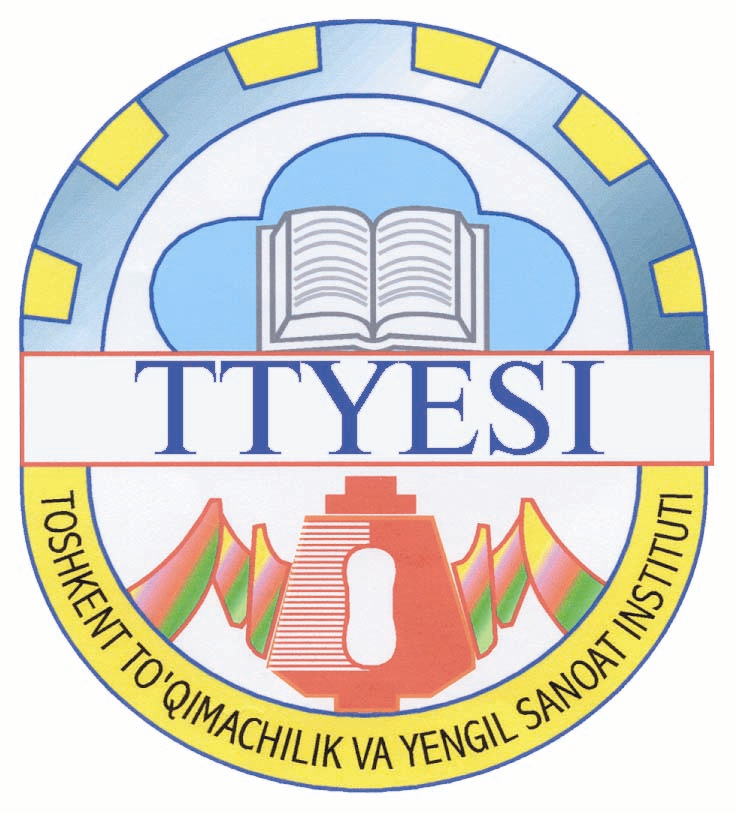 TTYESI
TOSHKENT TO'QIMACHILIK VA YENGIL SANOAT INSTITUTI